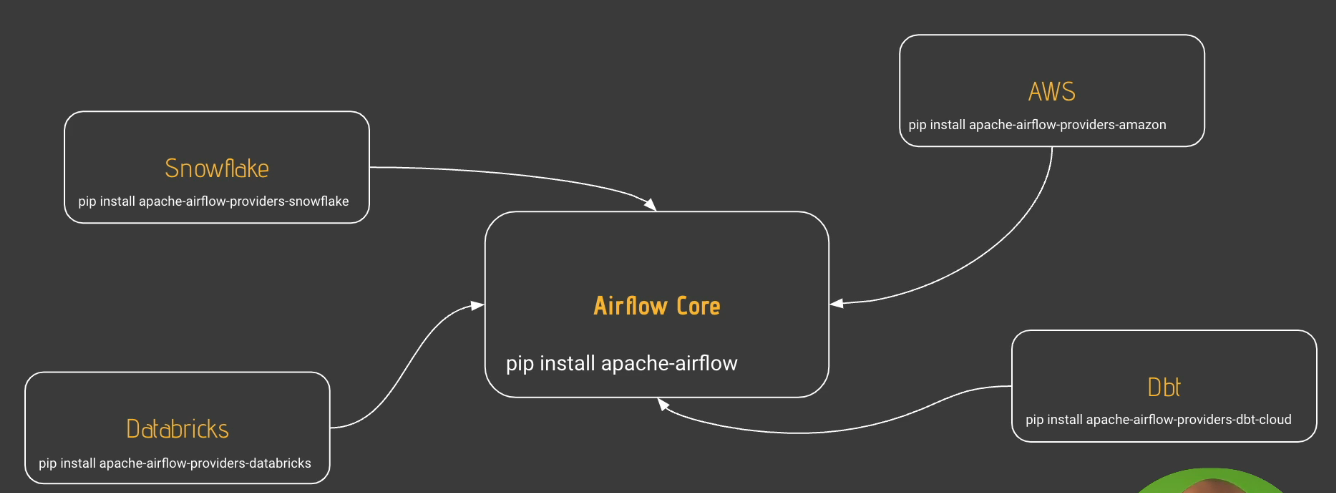 AWS
pip install apache-airflow-providers-amazon
Snowflake
pip install apache-airflow-providers-snowflake
Airflow Core
pip install apache-airflow
Dbt
pip install apache-airflow-providers-dbt-cloud
Databricks
pip install apache-airflow-providers-databricks